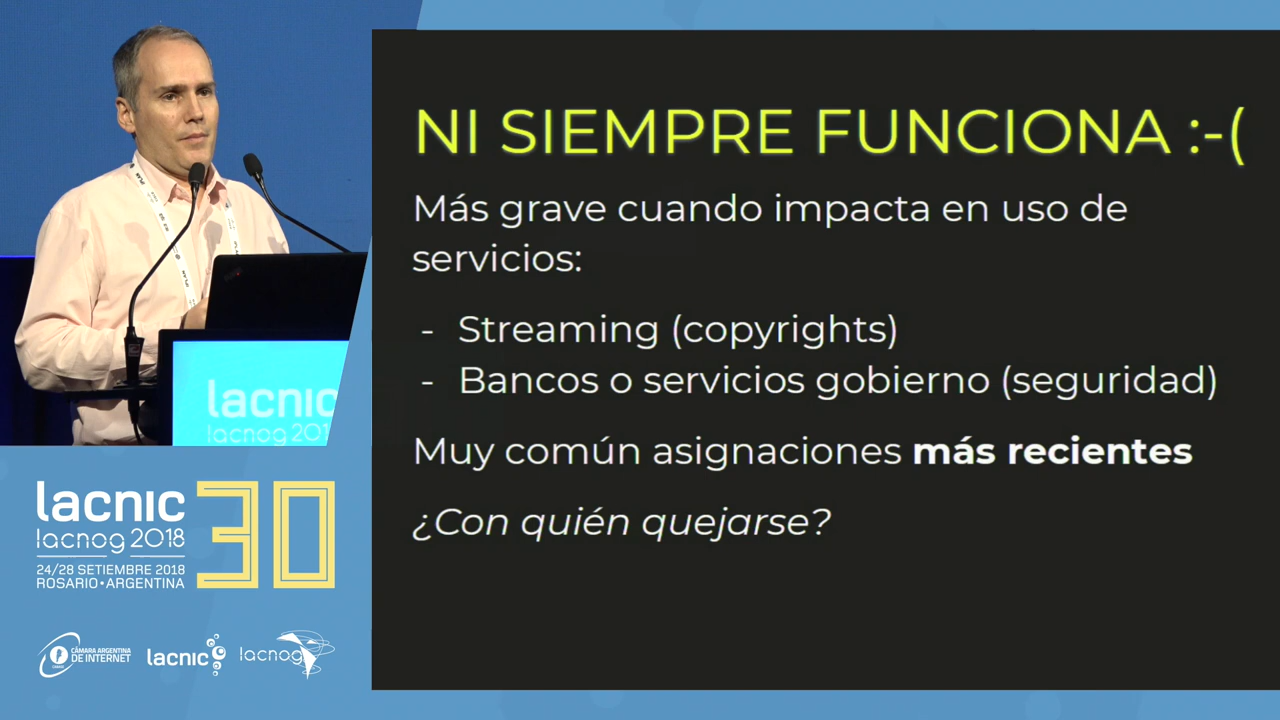 NI SIEMPRE FUNCIONA :-(
Más grave cuando impacta en uso de
servicios:
- Streaming (copyrights)
- Bancos o servicios gobierno (seguridad)
Muy común asignaciones más recientes
¿Con quién quejarse?
lacnic
lacnog 201
lacnic 30
lacnog 2018
24/28 SETIEMBRE 2018
ROSARIO•ARGENTINA
CÁMARA ARGENTINA
DE INTERNET
lacnic
lacnog